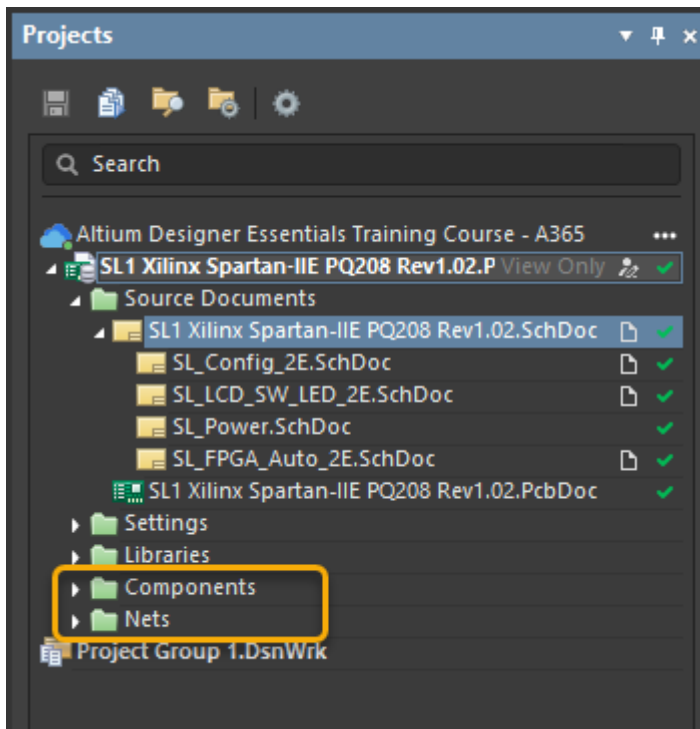 Projects
Search
Altium Designer Essentials Training Course - A365
SL1 Xilinx Spartan-IIE PQ208 Rev1.02.P View Only
Source Documents
SL1 Xilinx Spartan-IIE PQ208 Rev1.02.SchDoc
SL_Config_2E.SchDoc
SL_LCD_SW_LED_2E.SchDoc
SL_Power.SchDoc
SL_FPGA_Auto_2E.SchDoc
SL1 Xilinx Spartan-IIE PQ208 Rev1.02.PcbDoc
Settings
Libraries
Components
Nets
Project Group 1.DsnWrk